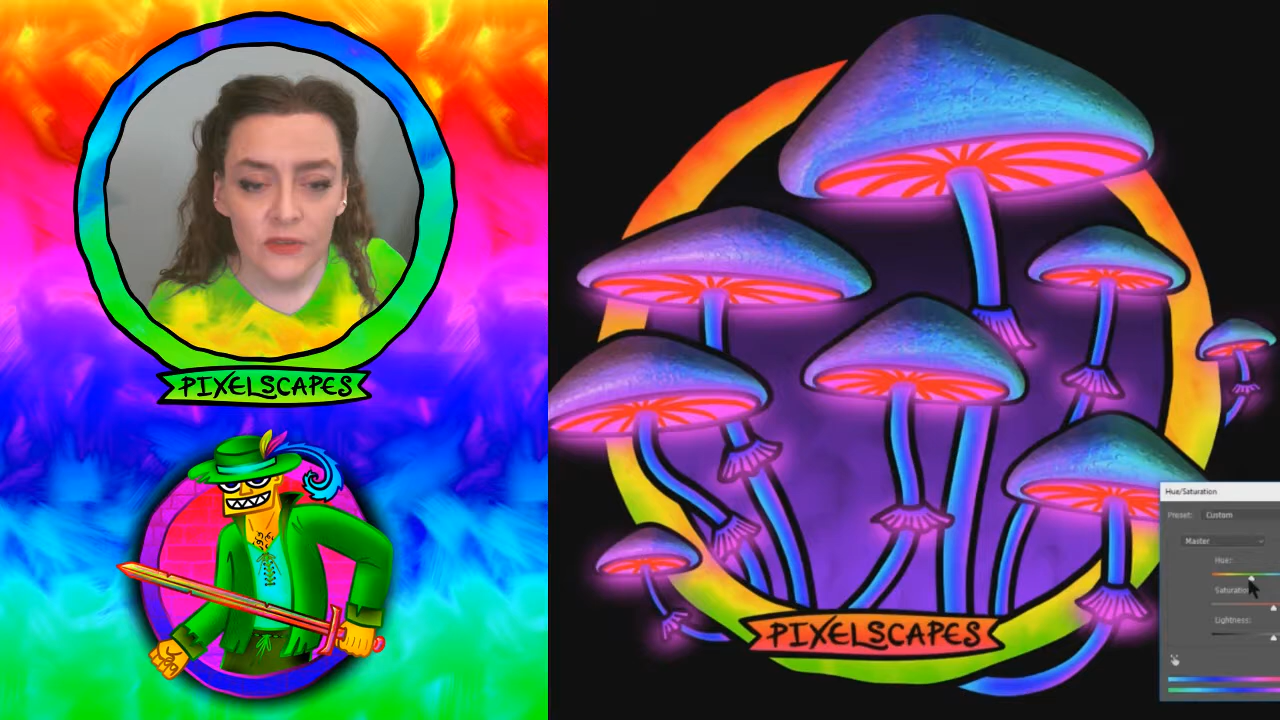 PIXELSCAPES
PIXELSCAPES
Hue/Saturation
Preset: Custom
Master
Hue:
Saturation
Lightness: